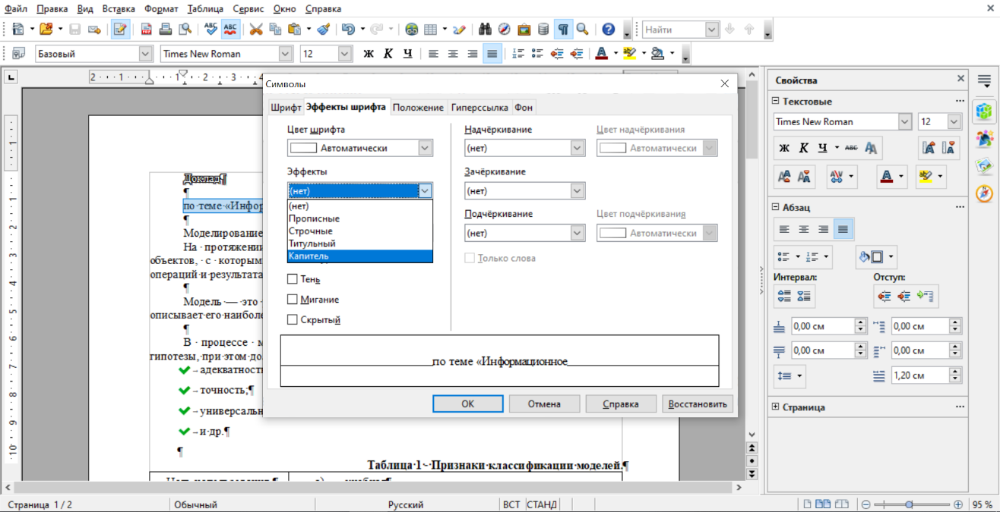 Файл Правка Вид Вставка Формат Таблица Сервис Окно Справка
Найти
Базовый Times New Roman 12 Ж К Ч
2 1 1 2 3 4
Символы
Шрифт Эффекты шрифта Положение Гиперссылка Фон
Цвет шрифта
Автоматически
Эффекты
(нет)
(нет)
Прописные
Строчные
Титульный
Капитель
Тень
Мигание
Скрытый
Надчёркивание
(нет)
Зачёркивание
(нет)
Подчёркивание
(нет)
Только слова
Цвет надчёркивания
Автоматически
Цвет подчёркивания
Автоматически
по теме «Информационное
ОК Отмена Справка Восстановить
Доклад¶
¶
по·теме·«Инфор
¶
Моделирование
На·протяжении
объектов,·с·которым
операций·и·результата
¶
Модель·—·это
описывает·его·наиболе
¶
В·процессе·м
гипотезы,·при·этом·до
адекватность
точность;¶
универсальн
и·др.¶
¶
Таблица·1·-·Признаки·классификации·моделей¶
Свойства
Текстовые
Times New Roman 12
Ж К Ч ABC
Абзац
Интервал: Отступ:
0,00 см 0,00 см
0,00 см 0,00 см
1,20 см
Страница
Страница 1 / 2 Обычный Русский ВСТ СТАНД 95 %